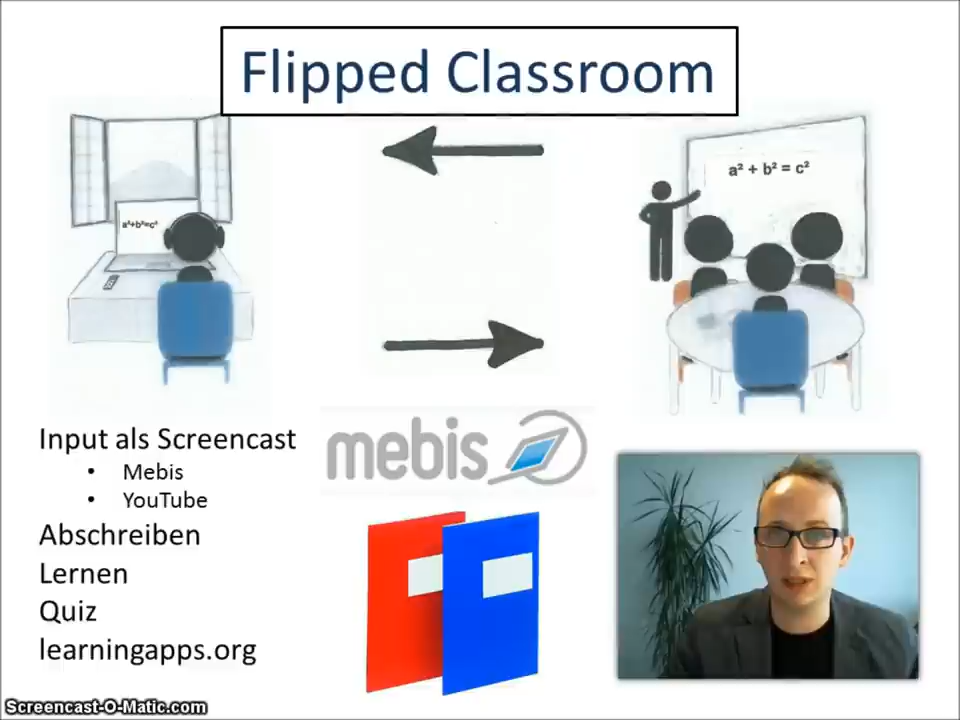 Flipped Classroom
a²+b²=c²
a² + b² = c²
Input als Screencast
• Mebis
• YouTube
Abschreiben
Lernen
Quiz
learningapps.org
mebis
Screencast-O-Matic.com